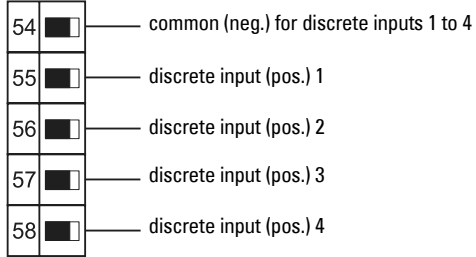 54 common (neg.) for discrete inputs 1 to 4
55 discrete input (pos.) 1
56 discrete input (pos.) 2
57 discrete input (pos.) 3
58 discrete input (pos.) 4